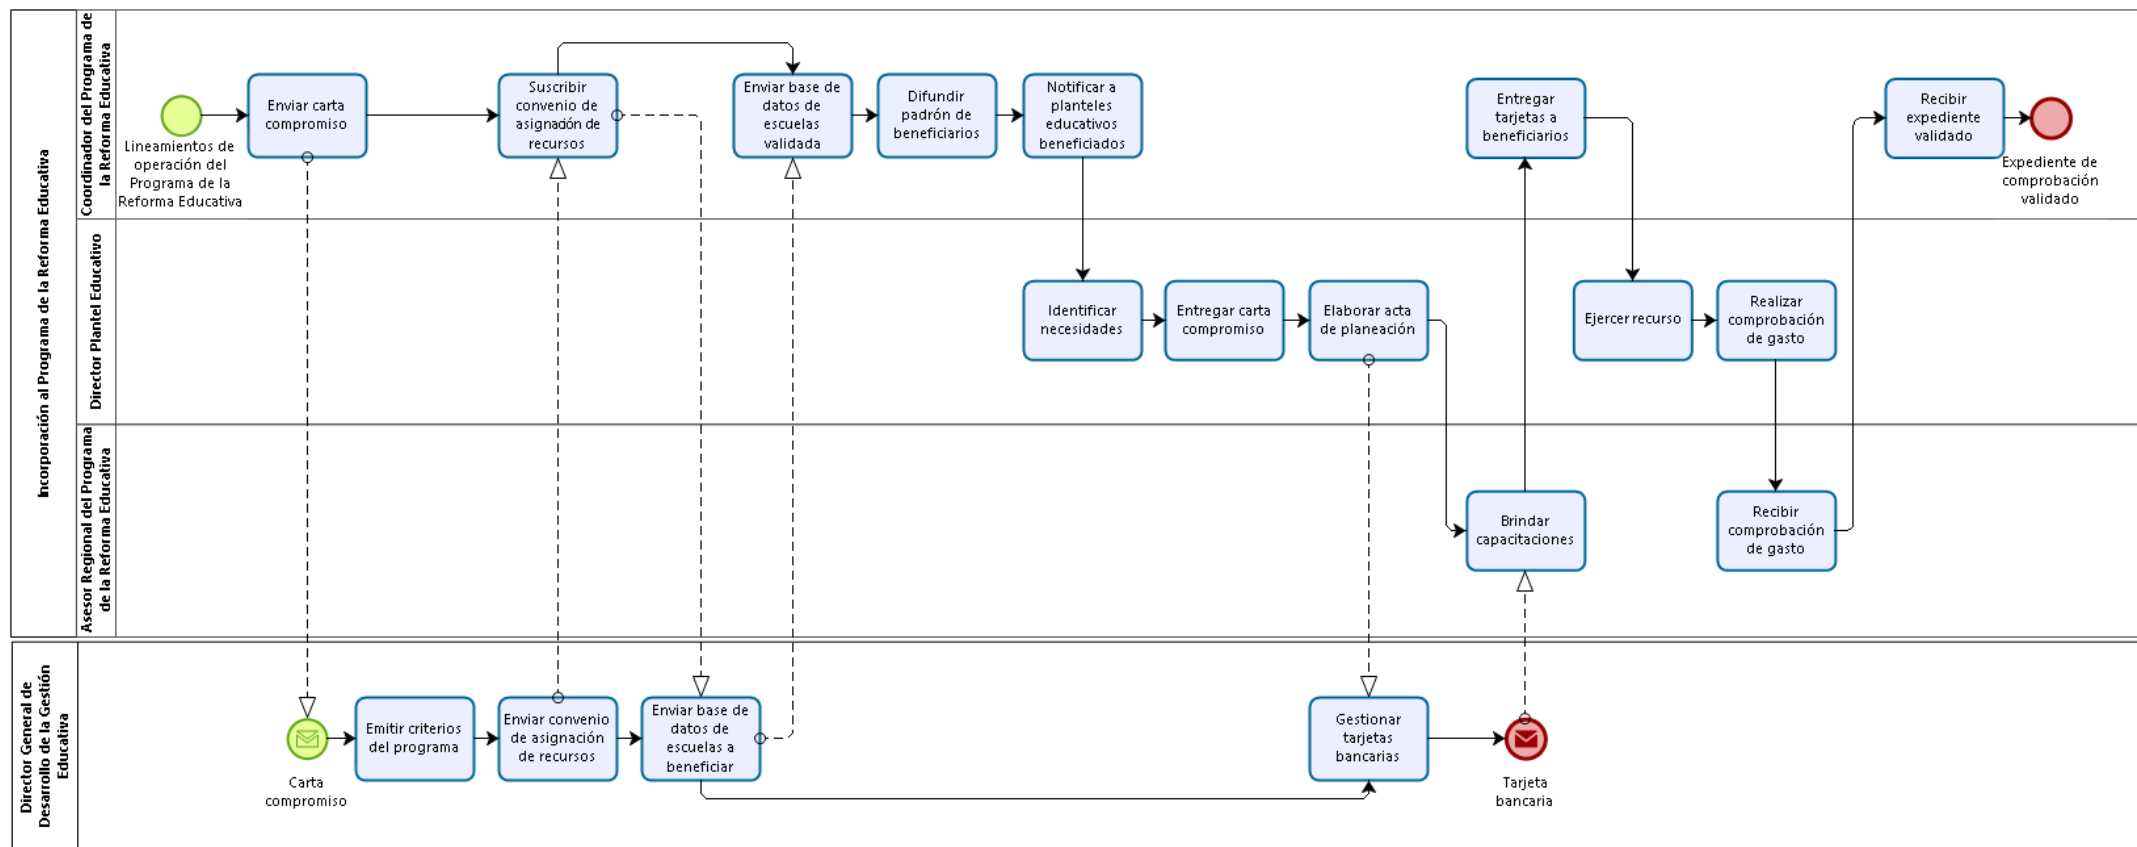 Incorporación al Programa de la Reforma Educativa
Coordinador del Programa de
la Reforma Educativa
Lineamientos de
operación del
Programa de la
Reforma Educativa
Enviar carta
compromiso
Suscribir
convenio de
asignación de
recursos
Enviar base de
datos de
escuelas
validada
Difundir
padrón de
beneficiarios
Notificar a
planteles
educativos
beneficiados
Entregar
tarjetas a
beneficiarios
Recibir
expediente
validado
Expediente de
comprobación
validado
Director Plantel Educativo
Identificar
necesidades
Entregar carta
compromiso
Elaborar acta
de planeación
Ejercer recurso
Realizar
comprobación
de gasto
Asesor Regional del Programa
de la Reforma Educativa
Brindar
capacitaciones
Recibir
comprobación
de gasto
Director General de
Desarrollo de la Gestión
Educativa
Carta
compromiso
Emitir criterios
del programa
Enviar convenio
de asignación
de recursos
Enviar base de
datos de
escuelas a
beneficiar
Gestionar
tarjetas
bancarias
Tarjeta
bancaria